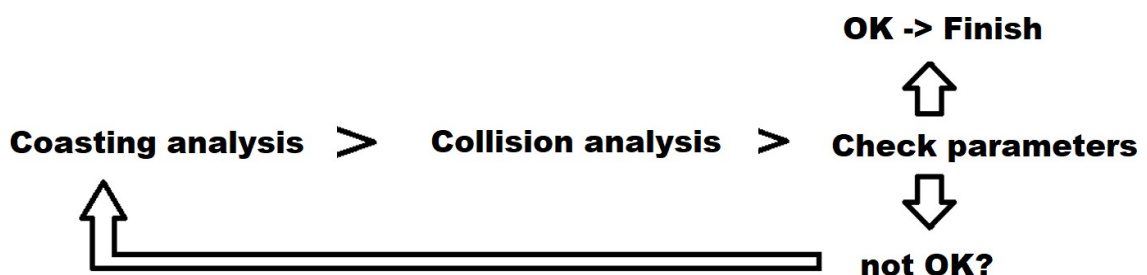 OK -> Finish
Coasting analysis > Collision analysis > Check parameters
not OK?